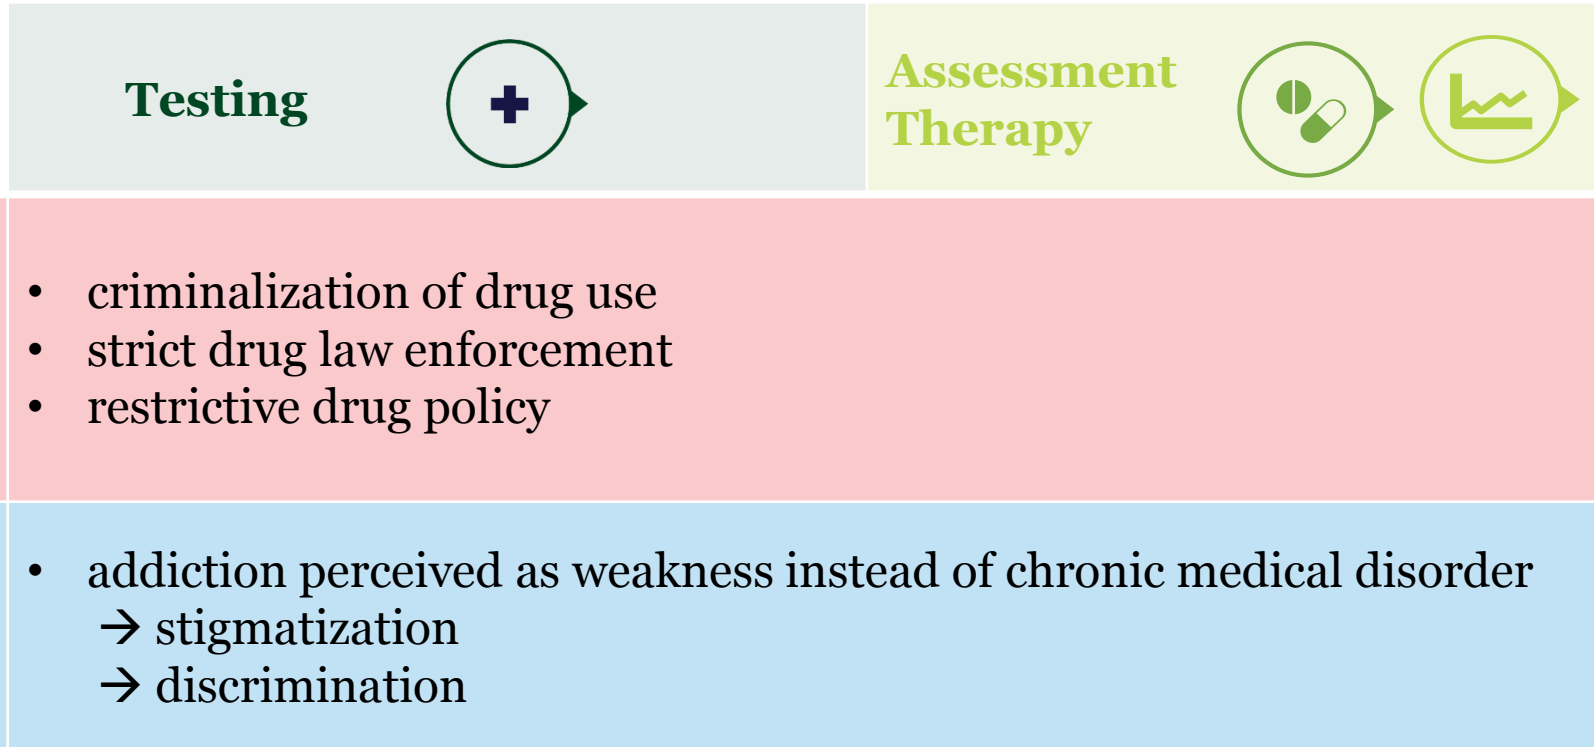 Testing
Assessment
Therapy
• criminalization of drug use
• strict drug law enforcement
• restrictive drug policy
• addiction perceived as weakness instead of chronic medical disorder
→ stigmatization
→ discrimination